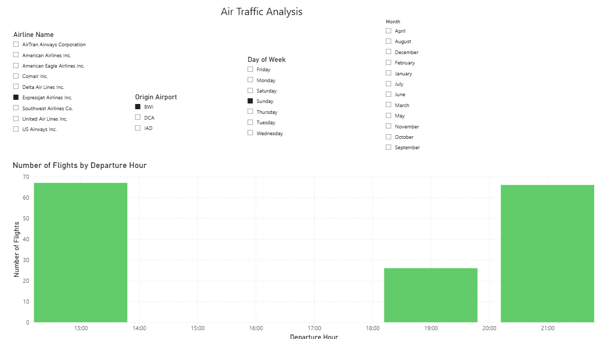 Air Traffic Analysis
Airline Name
AirTran Airways Corporation
American Airlines Inc.
American Eagle Airlines Inc.
Comair Inc.
Delta Air Lines Inc.
Expressjet Airlines Inc.
Southwest Airlines Co.
United Air Lines Inc.
US Airways Inc.
Origin Airport
BWI
DCA
IAD
Day of Week
Friday
Monday
Saturday
Sunday
Thursday
Tuesday
Wednesday
Month
April
August
December
February
January
July
June
March
May
November
October
September
Number of Flights by Departure Hour
Number of Flights
70
60
50
40
30
20
10
0
13:00 14:00 15:00 16:00 17:00 18:00 19:00 20:00 21:00
Departure Hour